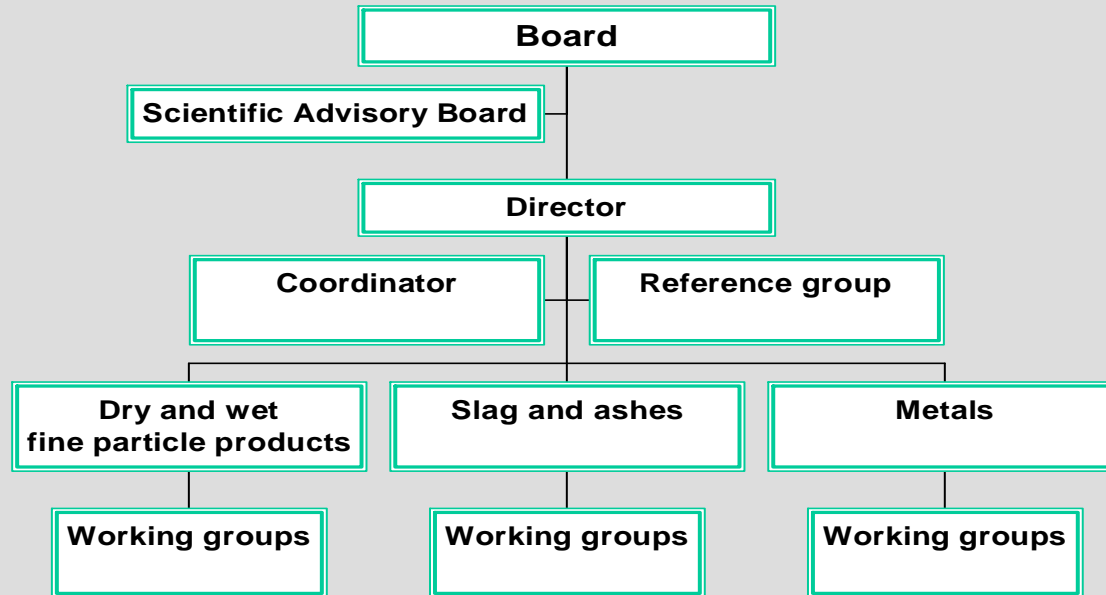 Board
Scientific Advisory Board
Director
Coordinator
Reference group
Dry and wet
fine particle products
Slag and ashes
Metals
Working groups
Working groups
Working groups